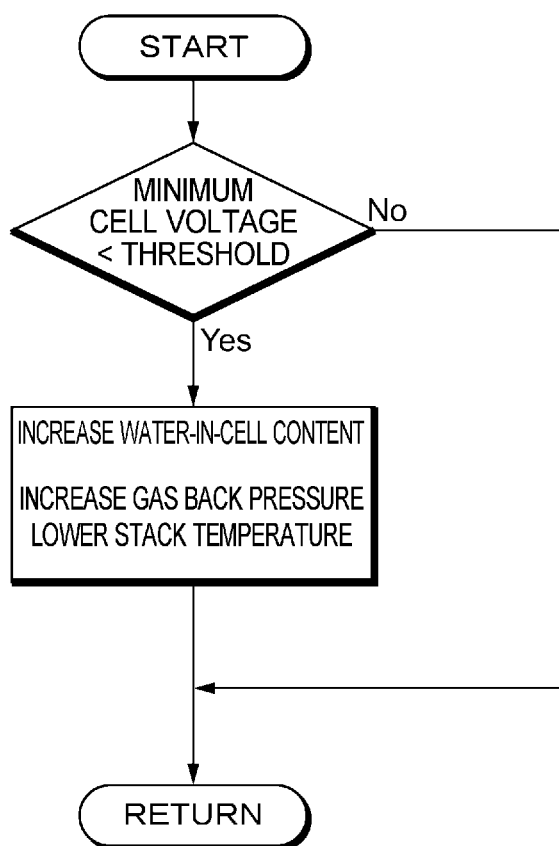 START
MINIMUM
CELL VOLTAGE
< THRESHOLD
No
Yes
INCREASE WATER-IN-CELL CONTENT
INCREASE GAS BACK PRESSURE
LOWER STACK TEMPERATURE
RETURN